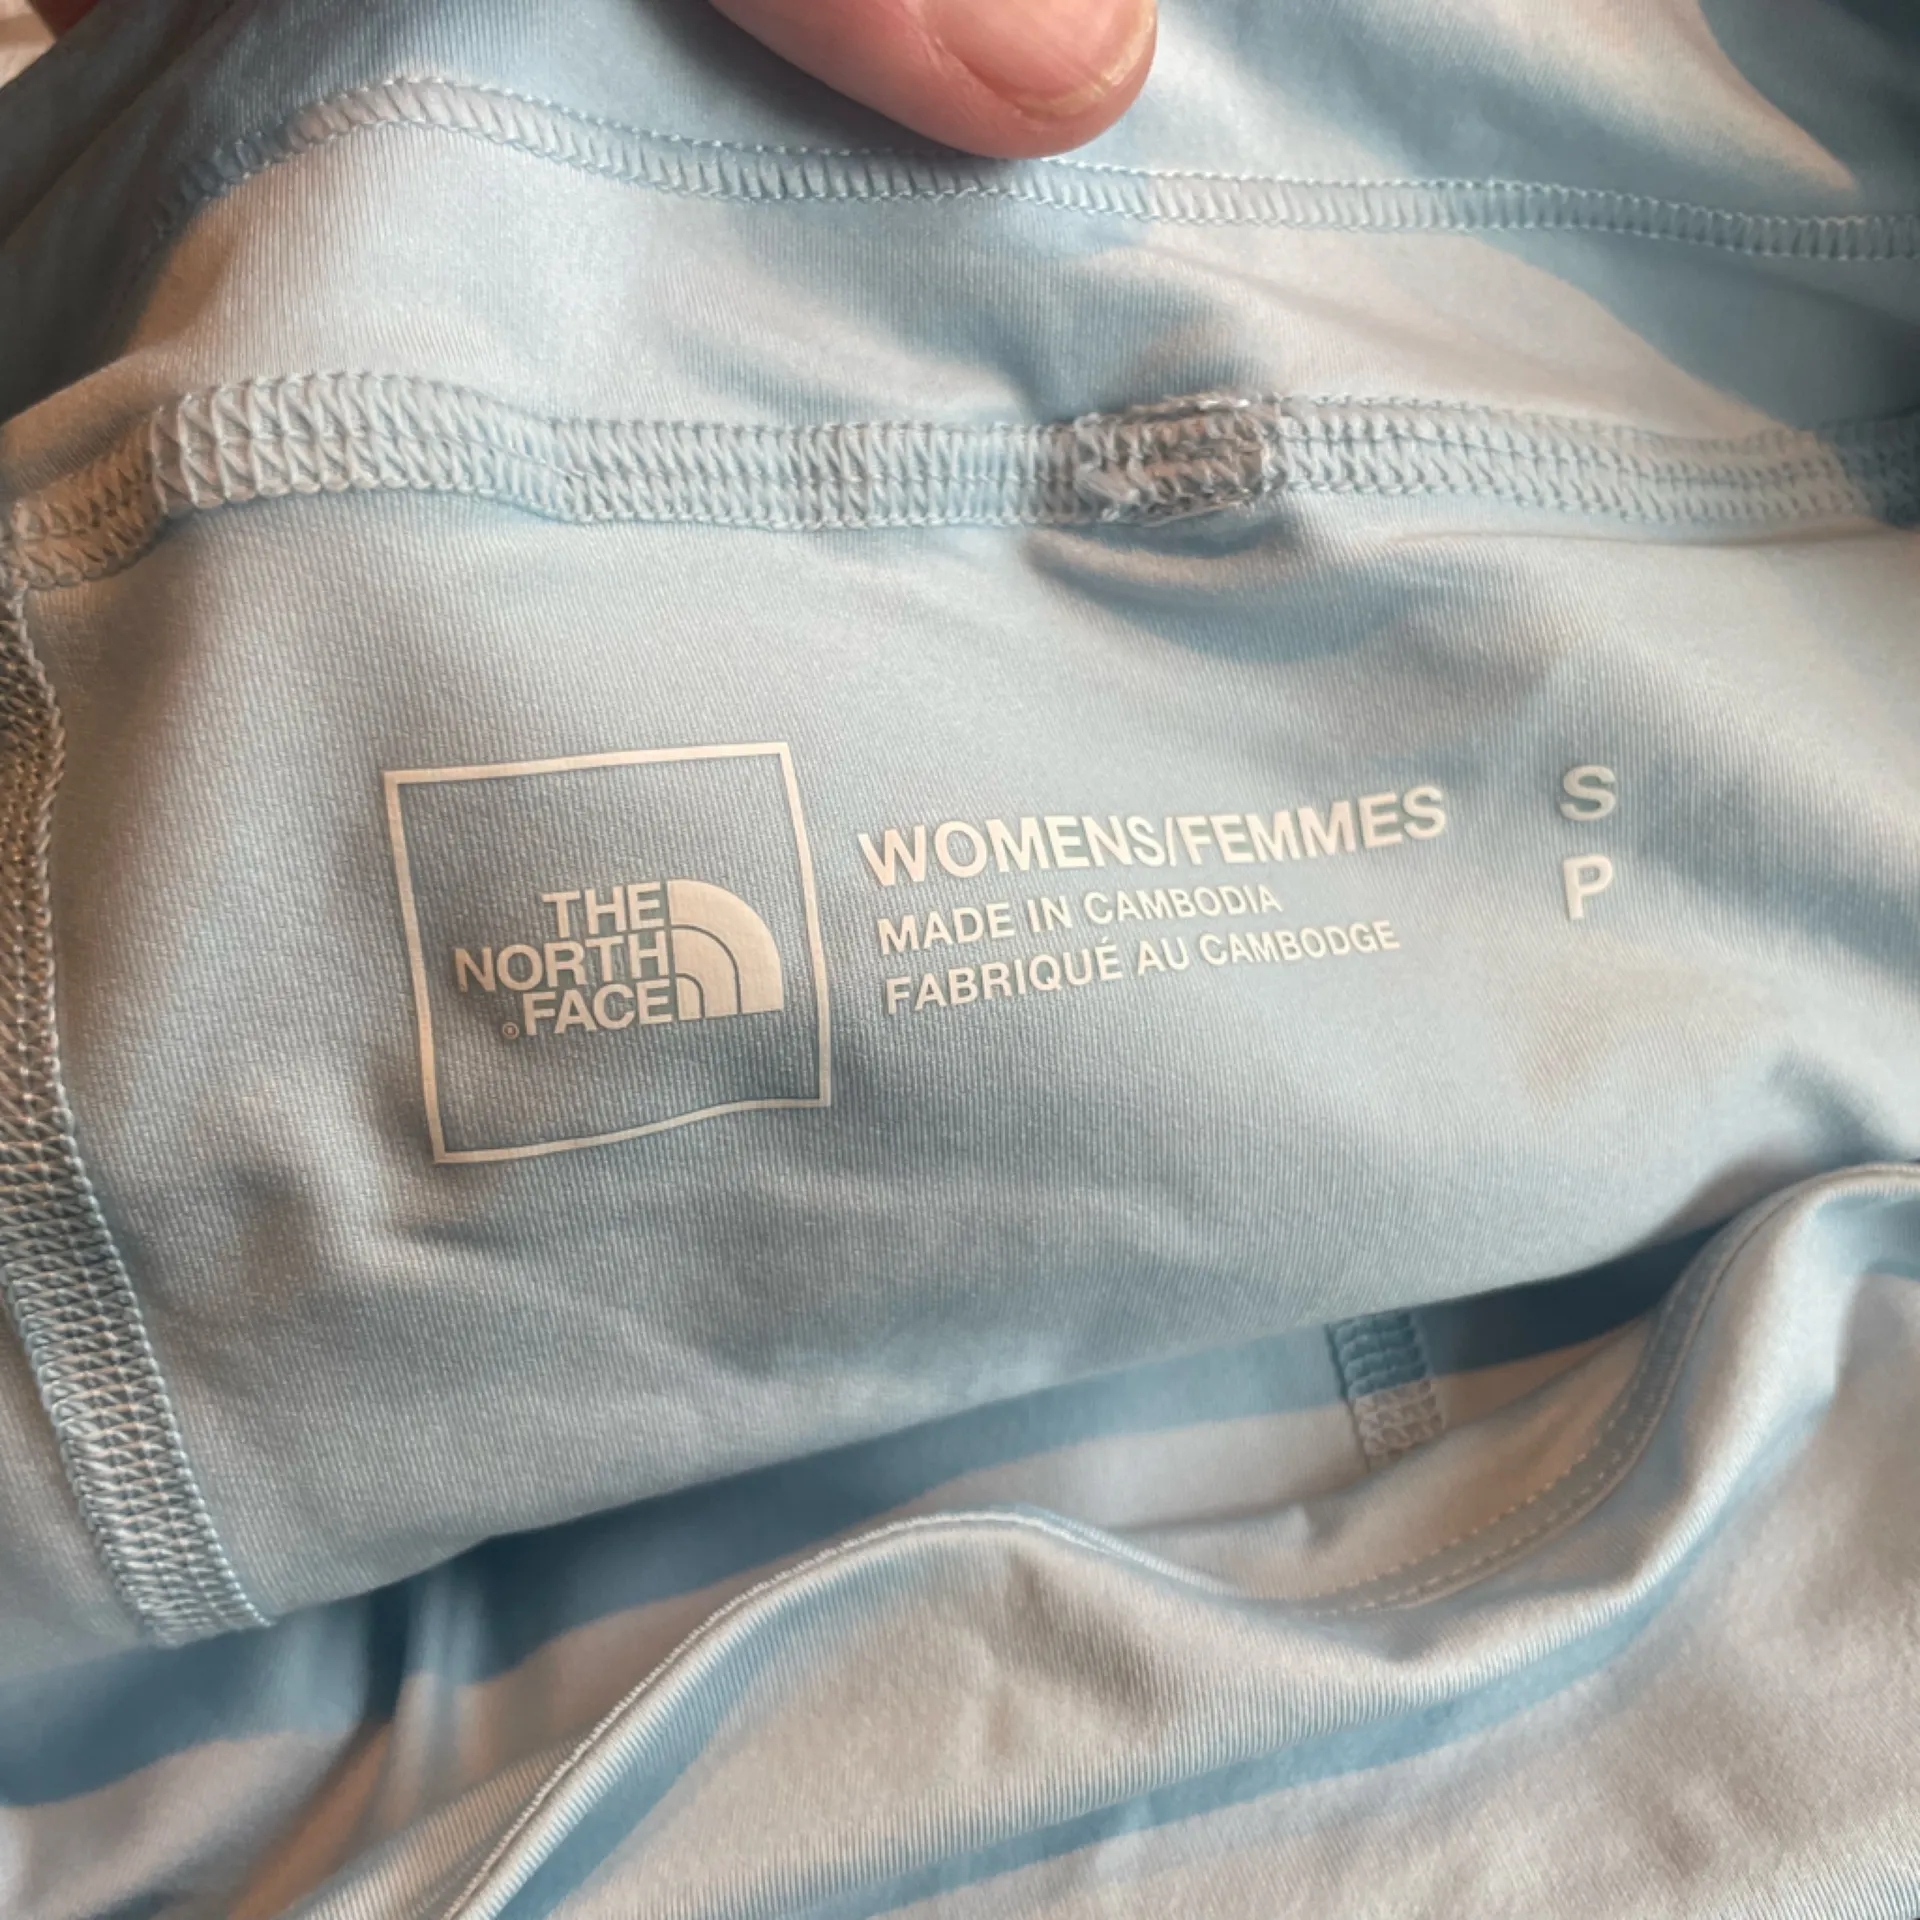 THE
NORTH
FACE
®
WOMENS/FEMMES
MADE IN CAMBODIA
FABRIQUÉ AU CAMBODGE
S
P